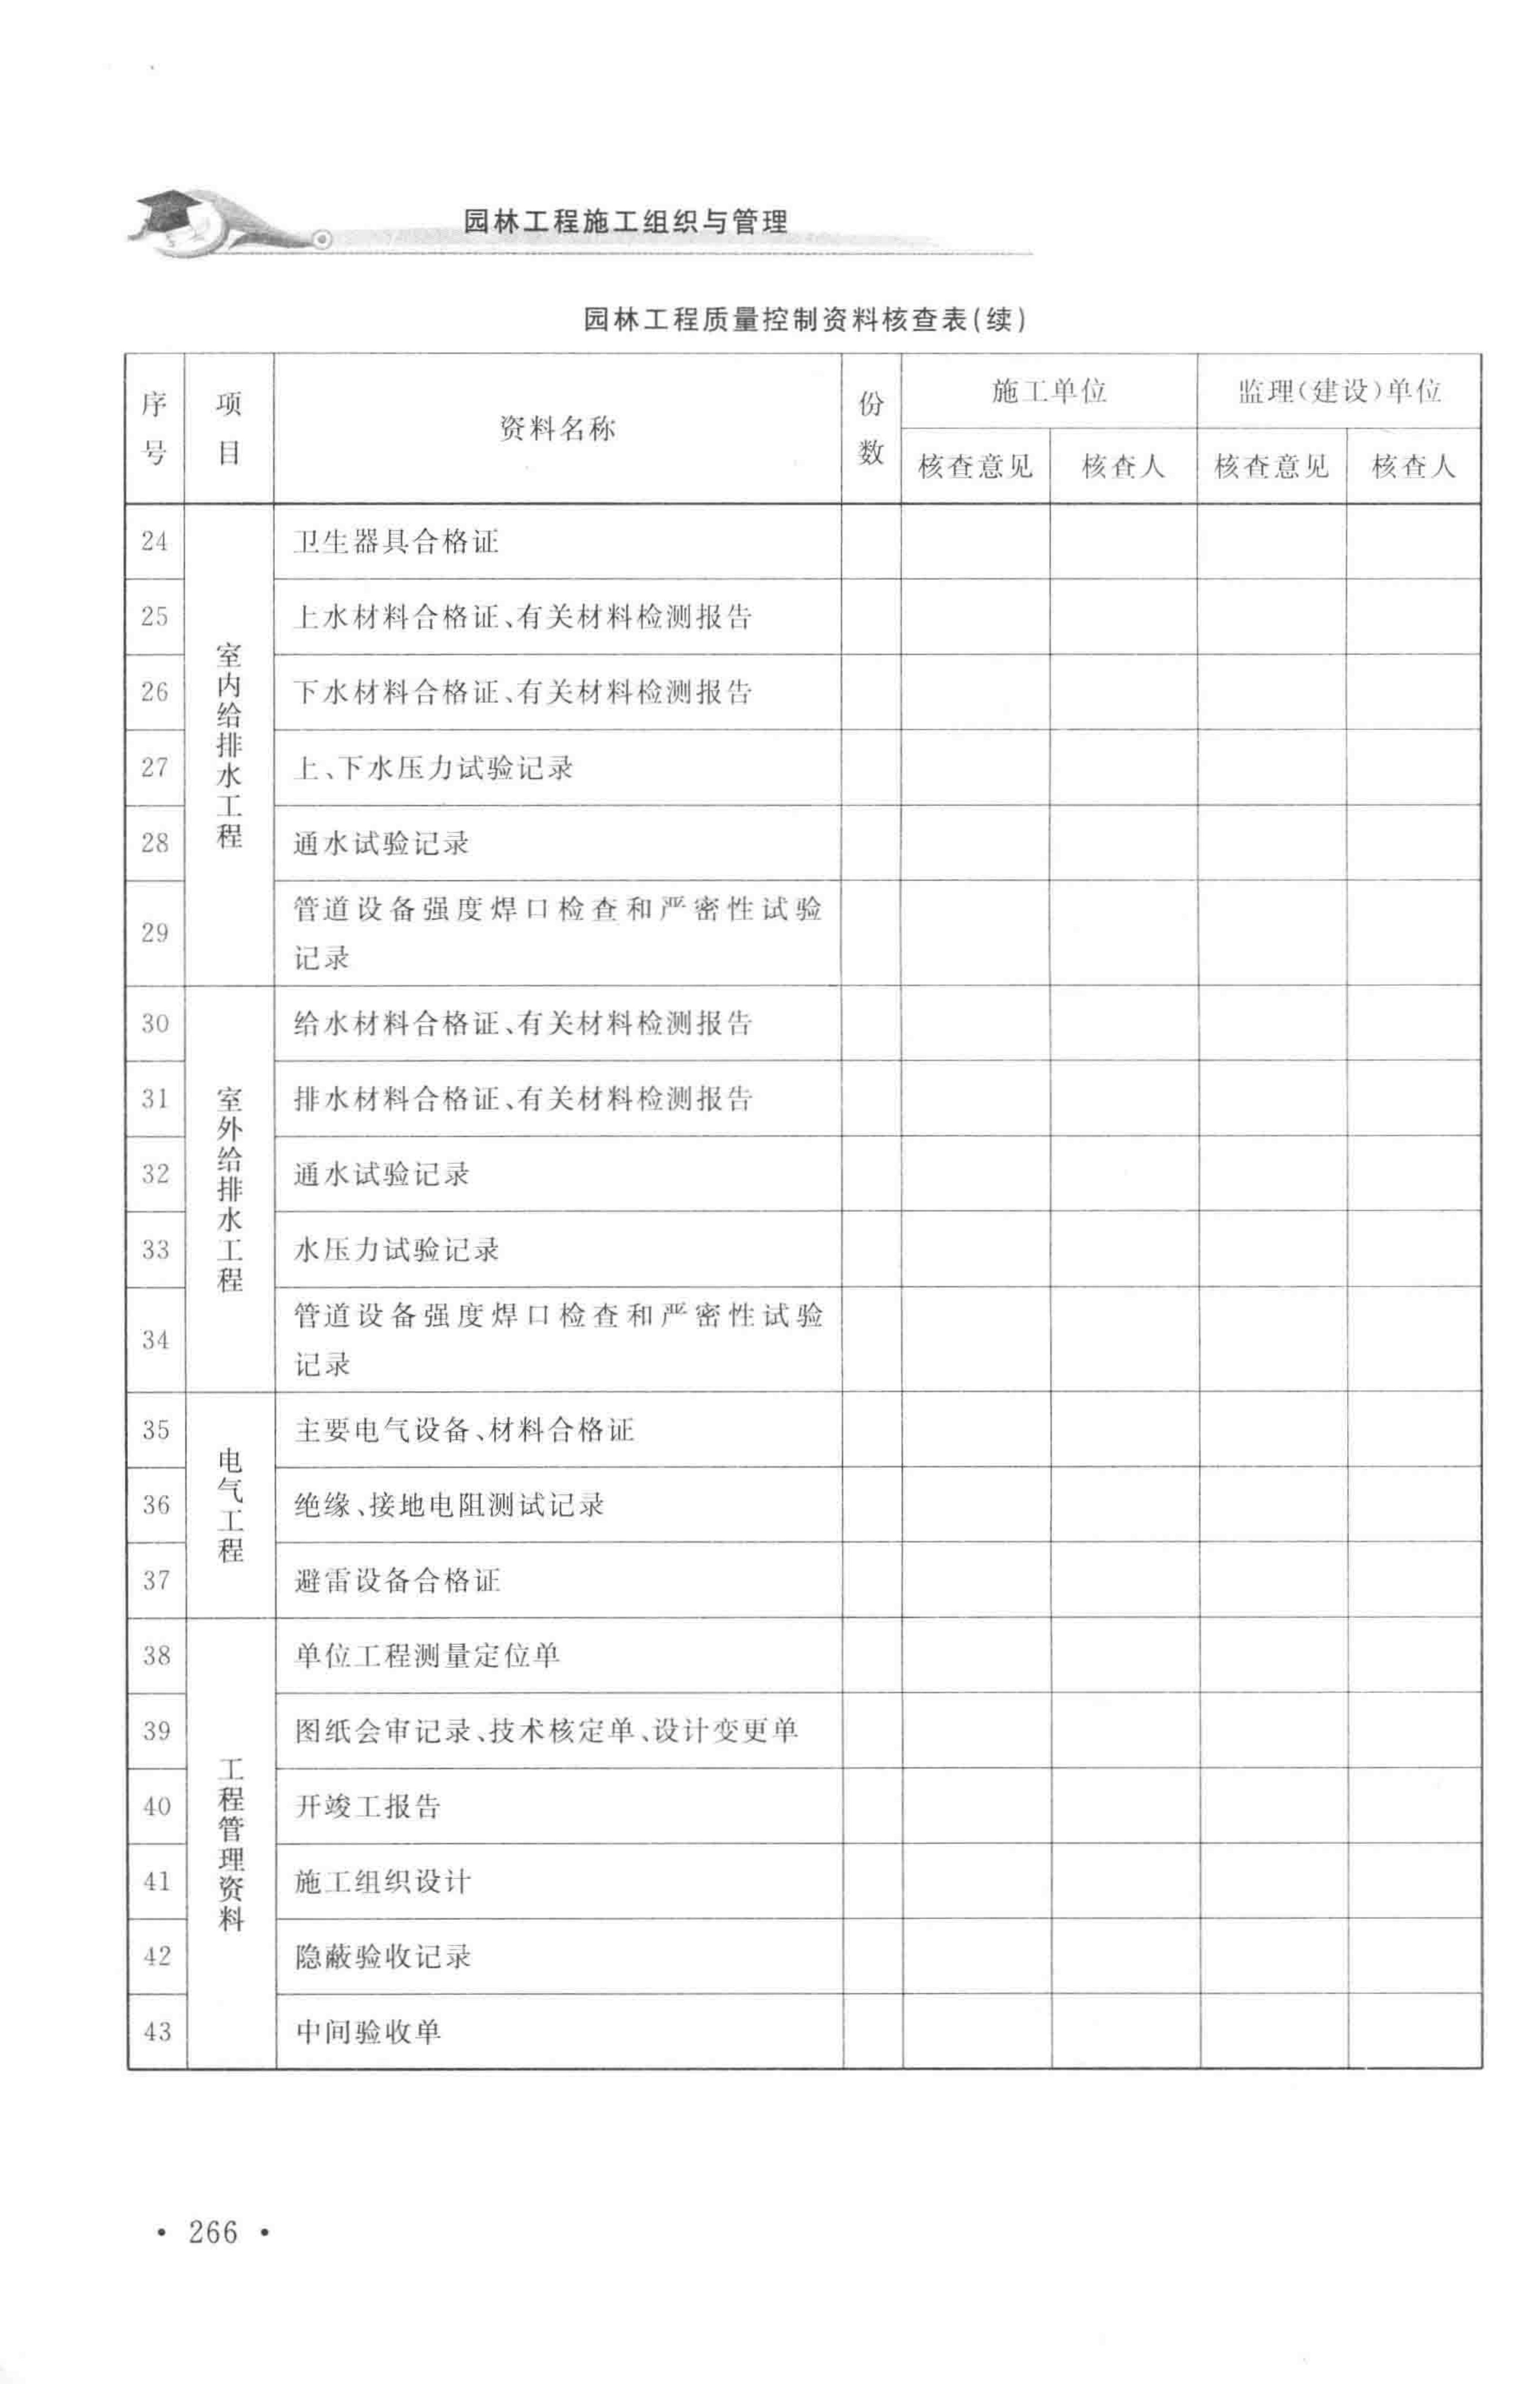 园林工程施工组织与管理
园林工程质量控制资料核查表(续)
序号 项目 资料名称 份数 施工单位 监理(建设)单位
核查意见 核查人 核查意见 核查人
室内给排水工程
24 卫生器具合格证
25 上水材料合格证、有关材料检测报告
26 下水材料合格证、有关材料检测报告
27 上、下水压力试验记录
28 通水试验记录
29 管道设备强度焊口检查和严密性试验
记录
室外给排水工程
30 给水材料合格证、有关材料检测报告
31 排水材料合格证、有关材料检测报告
32 通水试验记录
33 水压力试验记录
34 管道设备强度焊口检查和严密性试验
记录
电气工程
35 主要电气设备、材料合格证
36 绝缘、接地电阻测试记录
37 避雷设备合格证
工程管理资料
38 单位工程测量定位单
39 图纸会审记录、技术核定单、设计变更单
40 开竣工报告
41 施工组织设计
42 隐蔽验收记录
43 中间验收单
• 266 •